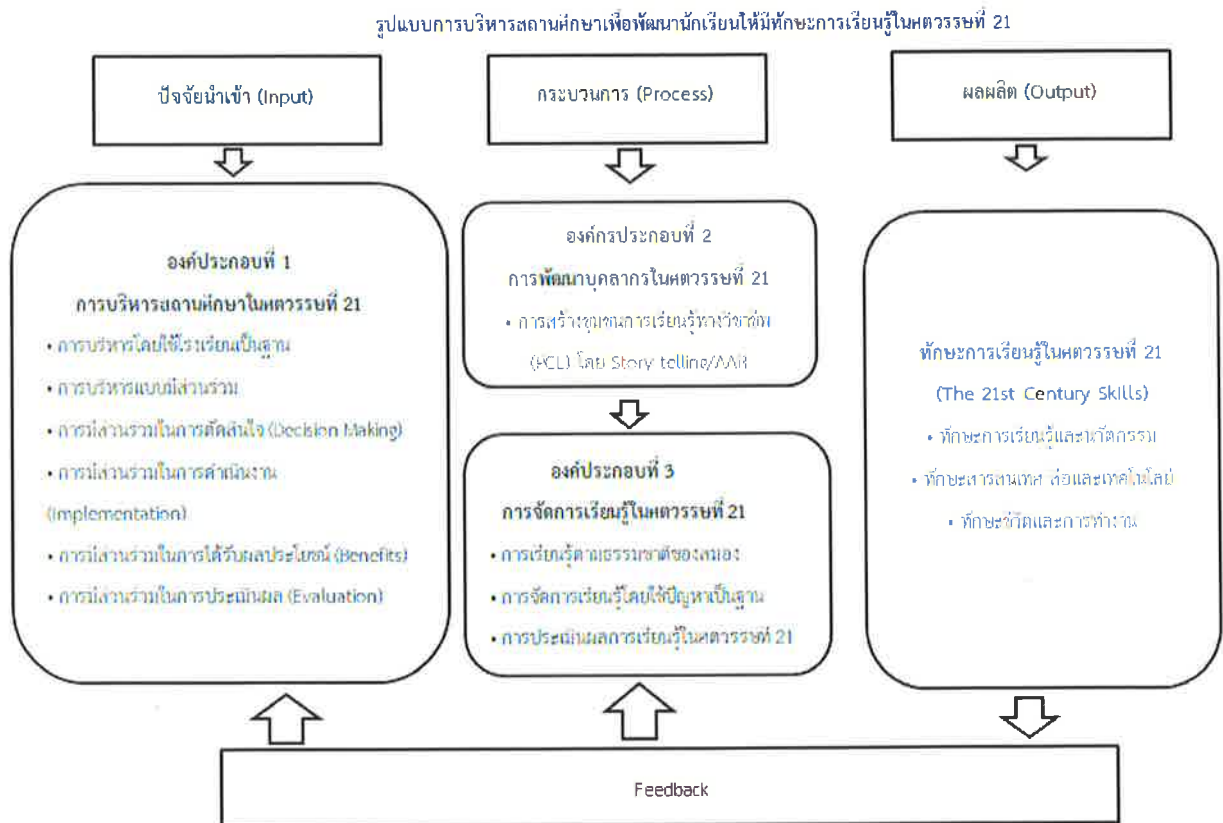 รูปแบบการบริหารสถานศึกษาเพื่อพัฒนานักเรียนให้มีทักษะการเรียนรู้ในศตวรรษที่ 21
ปัจจัยนำเข้า (Input)
กระบวนการ (Process)
ผลผลิต (Output)
องค์ประกอบที่ 1
การบริหารสถานศึกษาในศตวรรษที่ 21
• การบริหารโดยใช้โรงเรียนเป็นฐาน
• การบริหารแบบมีส่วนร่วม
• การมีส่วนร่วมในการตัดสินใจ (Decision Making)
• การมีส่วนร่วมในการดำเนินงาน
(Implementation)
• การมีส่วนร่วมในการได้รับผลประโยชน์ (Benefits)
• การมีส่วนร่วมในการประเมินผล (Evaluation)
องค์กรประกอบที่ 2
การพัฒนาบุคลากรในศตวรรษที่ 21
• การสร้างชุมชนการเรียนรู้ทางวิชาชีพ
(PCL) โดย Story telling/AAR
องค์ประกอบที่ 3
การจัดการเรียนรู้ในศตวรรษที่ 21
• การเรียนรู้ตามธรรมชาติของสมอง
• การจัดการเรียนรู้โดยใช้ปัญหาเป็นฐาน
• การประเมินผลการเรียนรู้ในศตวรรษที่ 21
ทักษะการเรียนรู้ในศตวรรษที่ 21
(The 21st Century Skills)
• ทักษะการเรียนรู้และนวัตกรรม
• ทักษะสารสนเทศ สื่อและเทคโนโลยี
• ทักษะชีวิตและการทำงาน
Feedback